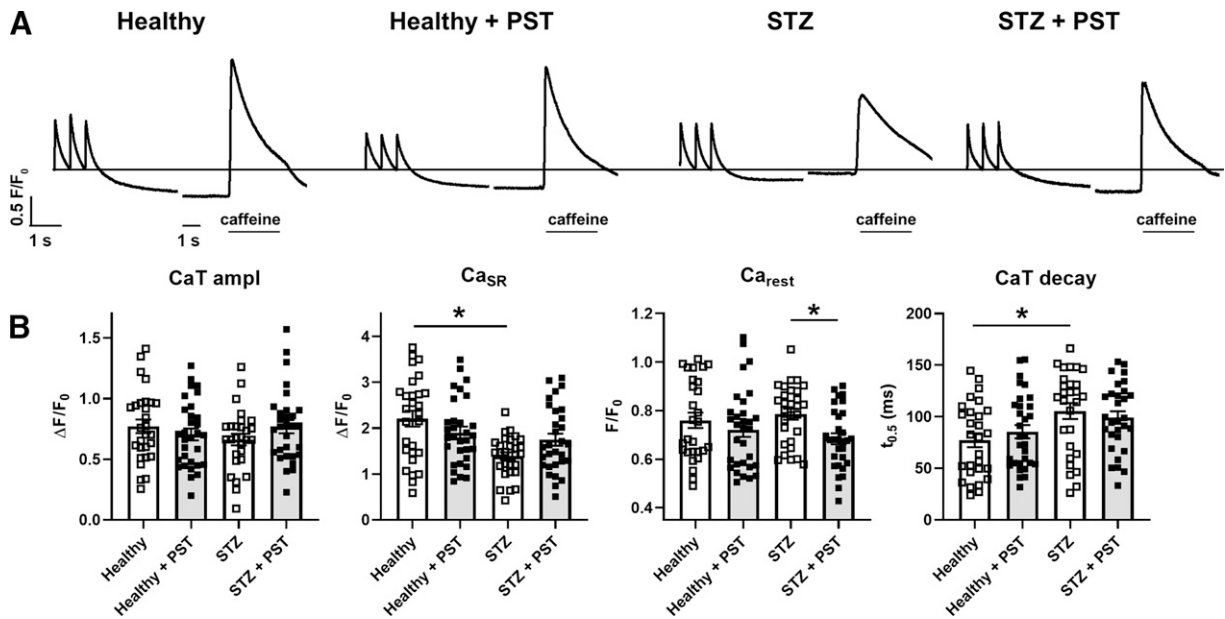 A
Healthy
Healthy + PST
STZ
STZ + PST
0.5 F/F0
1 s
1 s
caffeine
caffeine
caffeine
caffeine
B
CaT ampl
ΔF/F0
1.5
1.0
0.5
0.0
Healthy
Healthy + PST
STZ
STZ + PST
CaSR
ΔF/F0
4
3
2
1
0
*
Healthy
Healthy + PST
STZ
STZ + PST
Carest
F/F0
1.2
1.0
0.8
0.6
0.4
*
Healthy
Healthy + PST
STZ
STZ + PST
CaT decay
t0.5 (ms)
200
150
100
50
0
*
Healthy
Healthy + PST
STZ
STZ + PST